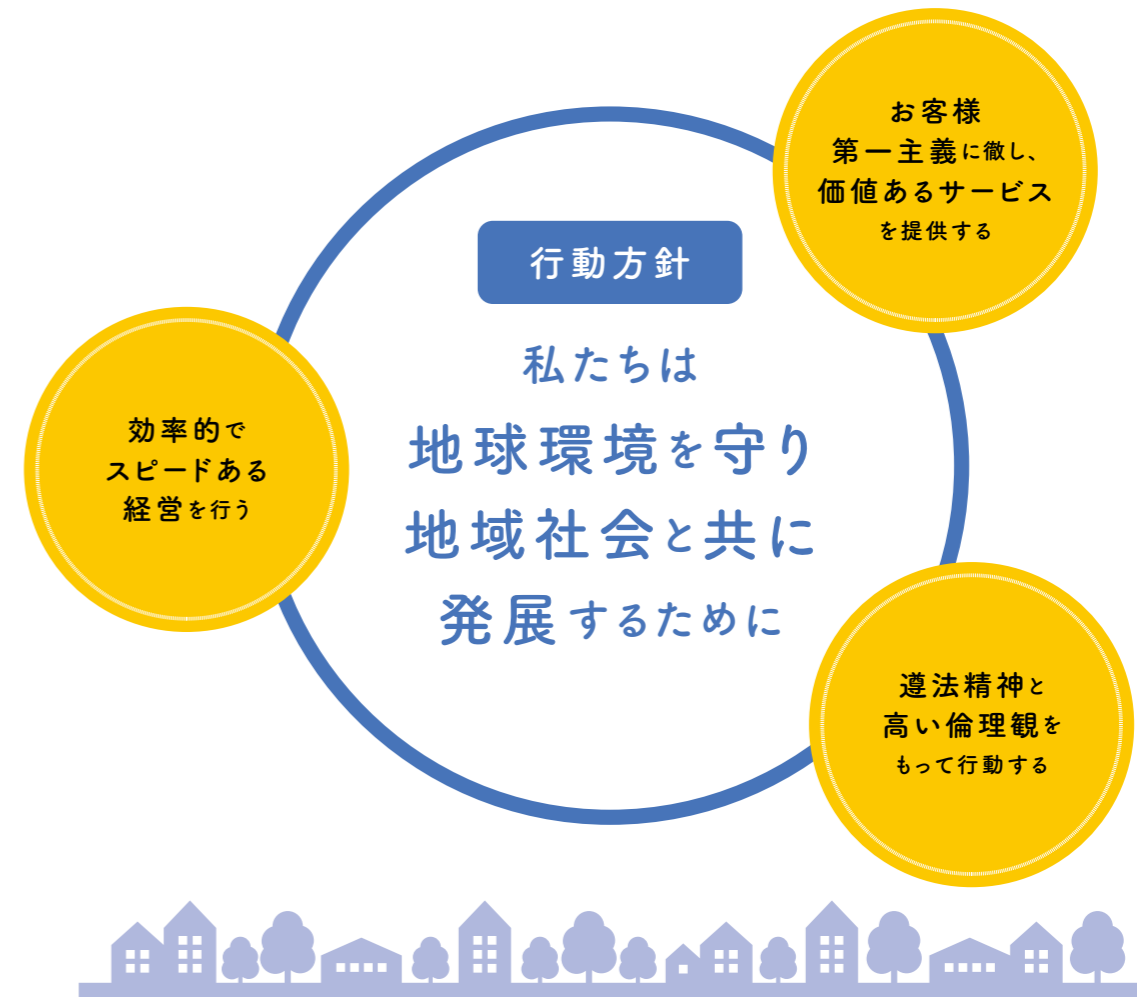 行動方針
私たちは
地球環境を守り
地域社会と共に
発展するために
お客様
第一主義に徹し、
価値あるサービス
を提供する
効率的で
スピードある
経営を行う
遵法精神と
高い倫理観を
もって行動する